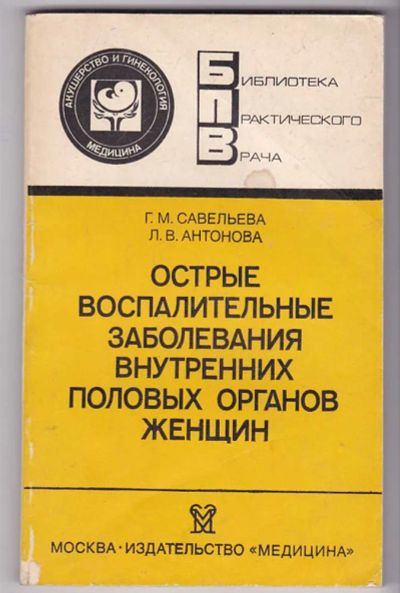 АКУШЕРСТВО И ГИНЕКОЛОГИЯ
МЕДИЦИНА
БИБЛИОТЕКА
ПРАКТИЧЕСКОГО
ВРАЧА
Г. М. САВЕЛЬЕВА
Л. В. АНТОНОВА
ОСТРЫЕ
ВОСПАЛИТЕЛЬНЫЕ
ЗАБОЛЕВАНИЯ
ВНУТРЕННИХ
ПОЛОВЫХ ОРГАНОВ
ЖЕНЩИН
МОСКВА · ИЗДАТЕЛЬСТВО «МЕДИЦИНА»